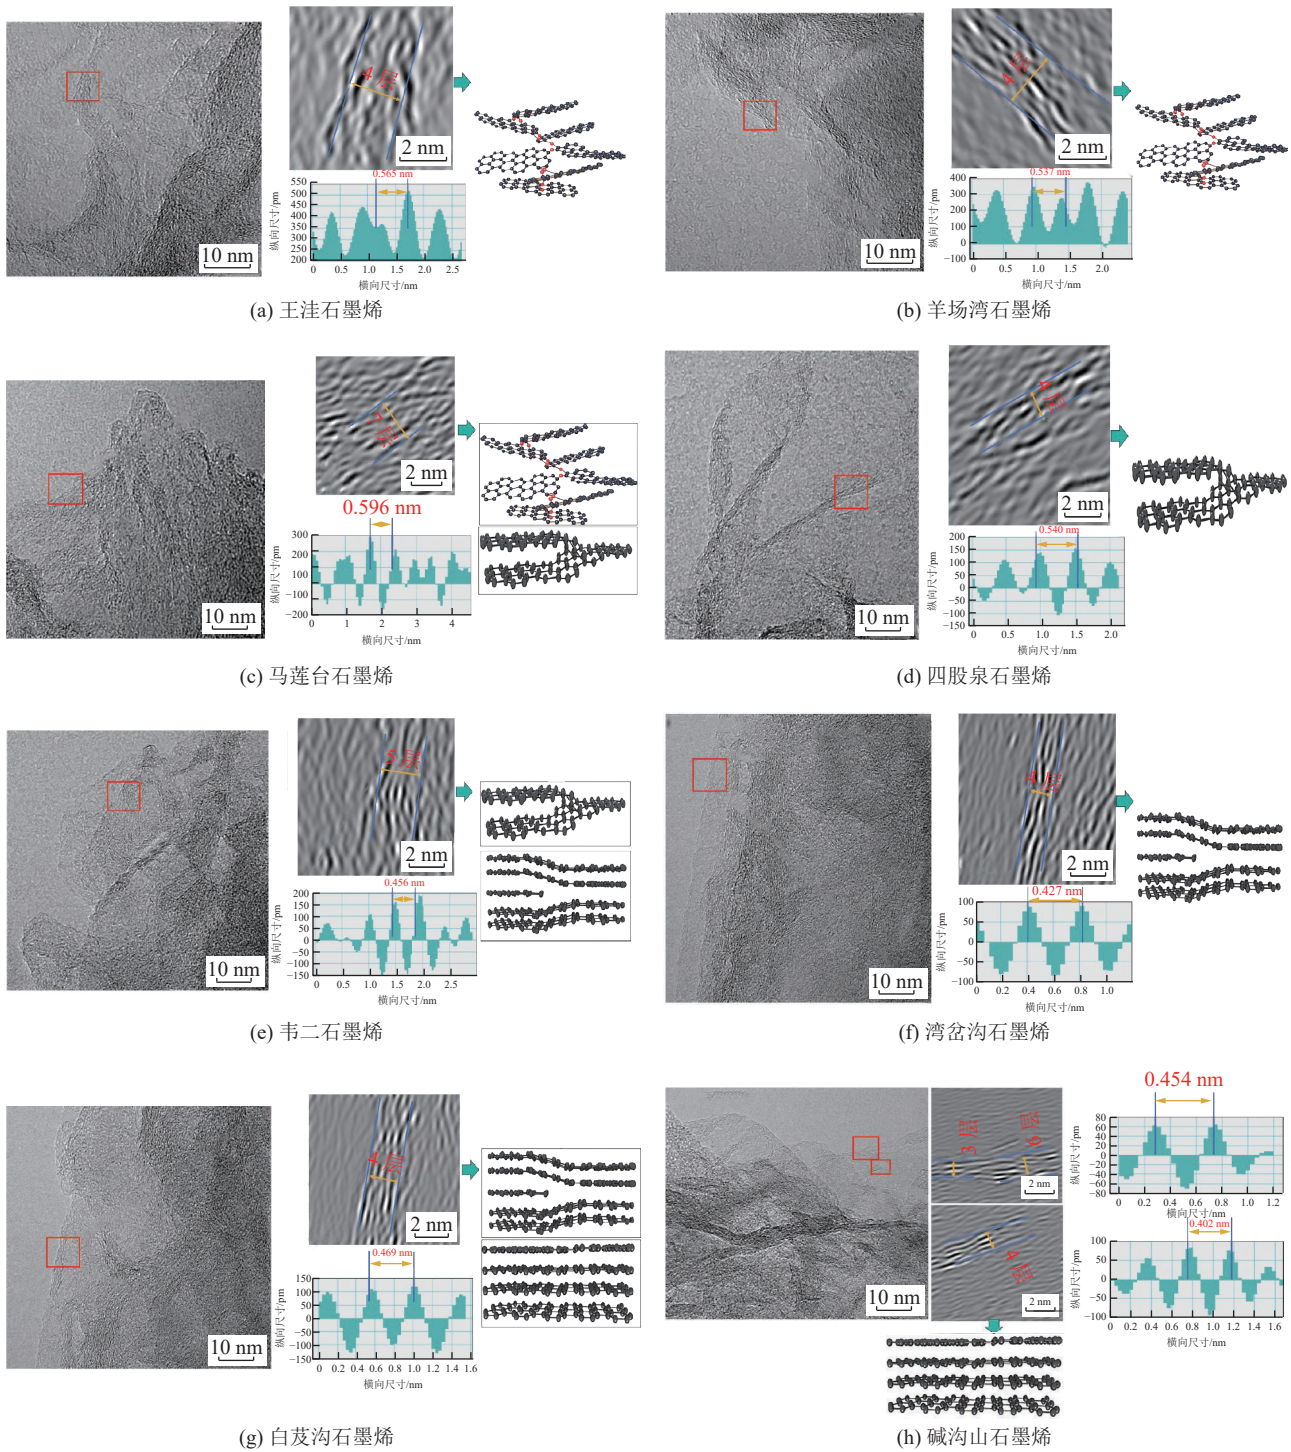 4 层
2 nm
10 nm
0.565 nm
纵向尺寸/pm
550
500
450
400
350
300
250
200
0 0.5 1.0 1.5 2.0 2.5
横向尺寸/nm
(a) 王洼石墨烯
4 层
2 nm
10 nm
0.537 nm
纵向尺寸/pm
400
300
200
100
0
−100
0 0.5 1.0 1.5 2.0
横向尺寸/nm
(b) 羊场湾石墨烯
7 层
2 nm
10 nm
0.596 nm
纵向尺寸/pm
300
200
100
0
−100
−200
0 1 2 3 4
横向尺寸/nm
(c) 马莲台石墨烯
4 层
2 nm
10 nm
0.540 nm
纵向尺寸/pm
200
150
100
50
0
−50
−100
−150
0 0.5 1.0 1.5 2.0
横向尺寸/nm
(d) 四股泉石墨烯
5 层
2 nm
10 nm
0.456 nm
纵向尺寸/pm
200
150
100
50
0
−50
−100
−150
0 0.5 1.0 1.5 2.0 2.5
横向尺寸/nm
(e) 韦二石墨烯
4 层
2 nm
10 nm
0.427 nm
纵向尺寸/pm
100
50
0
−50
−100
0 0.2 0.4 0.6 0.8 1.0
横向尺寸/nm
(f) 湾岔沟石墨烯
4 层
2 nm
10 nm
0.469 nm
纵向尺寸/pm
150
100
50
0
−50
−100
−150
0 0.2 0.4 0.6 0.8 1.0 1.2 1.4 1.6
横向尺寸/nm
(g) 白芨沟石墨烯
3 层
6 层
2 nm
4 层
2 nm
10 nm
0.454 nm
纵向尺寸/pm
80
60
40
20
0
−20
−40
−60
−80
0 0.2 0.4 0.6 0.8 1.0 1.2
横向尺寸/nm
0.402 nm
纵向尺寸/pm
100
50
0
−50
−100
0 0.2 0.4 0.6 0.8 1.0 1.2 1.4 1.6
横向尺寸/nm
(h) 碱沟山石墨烯